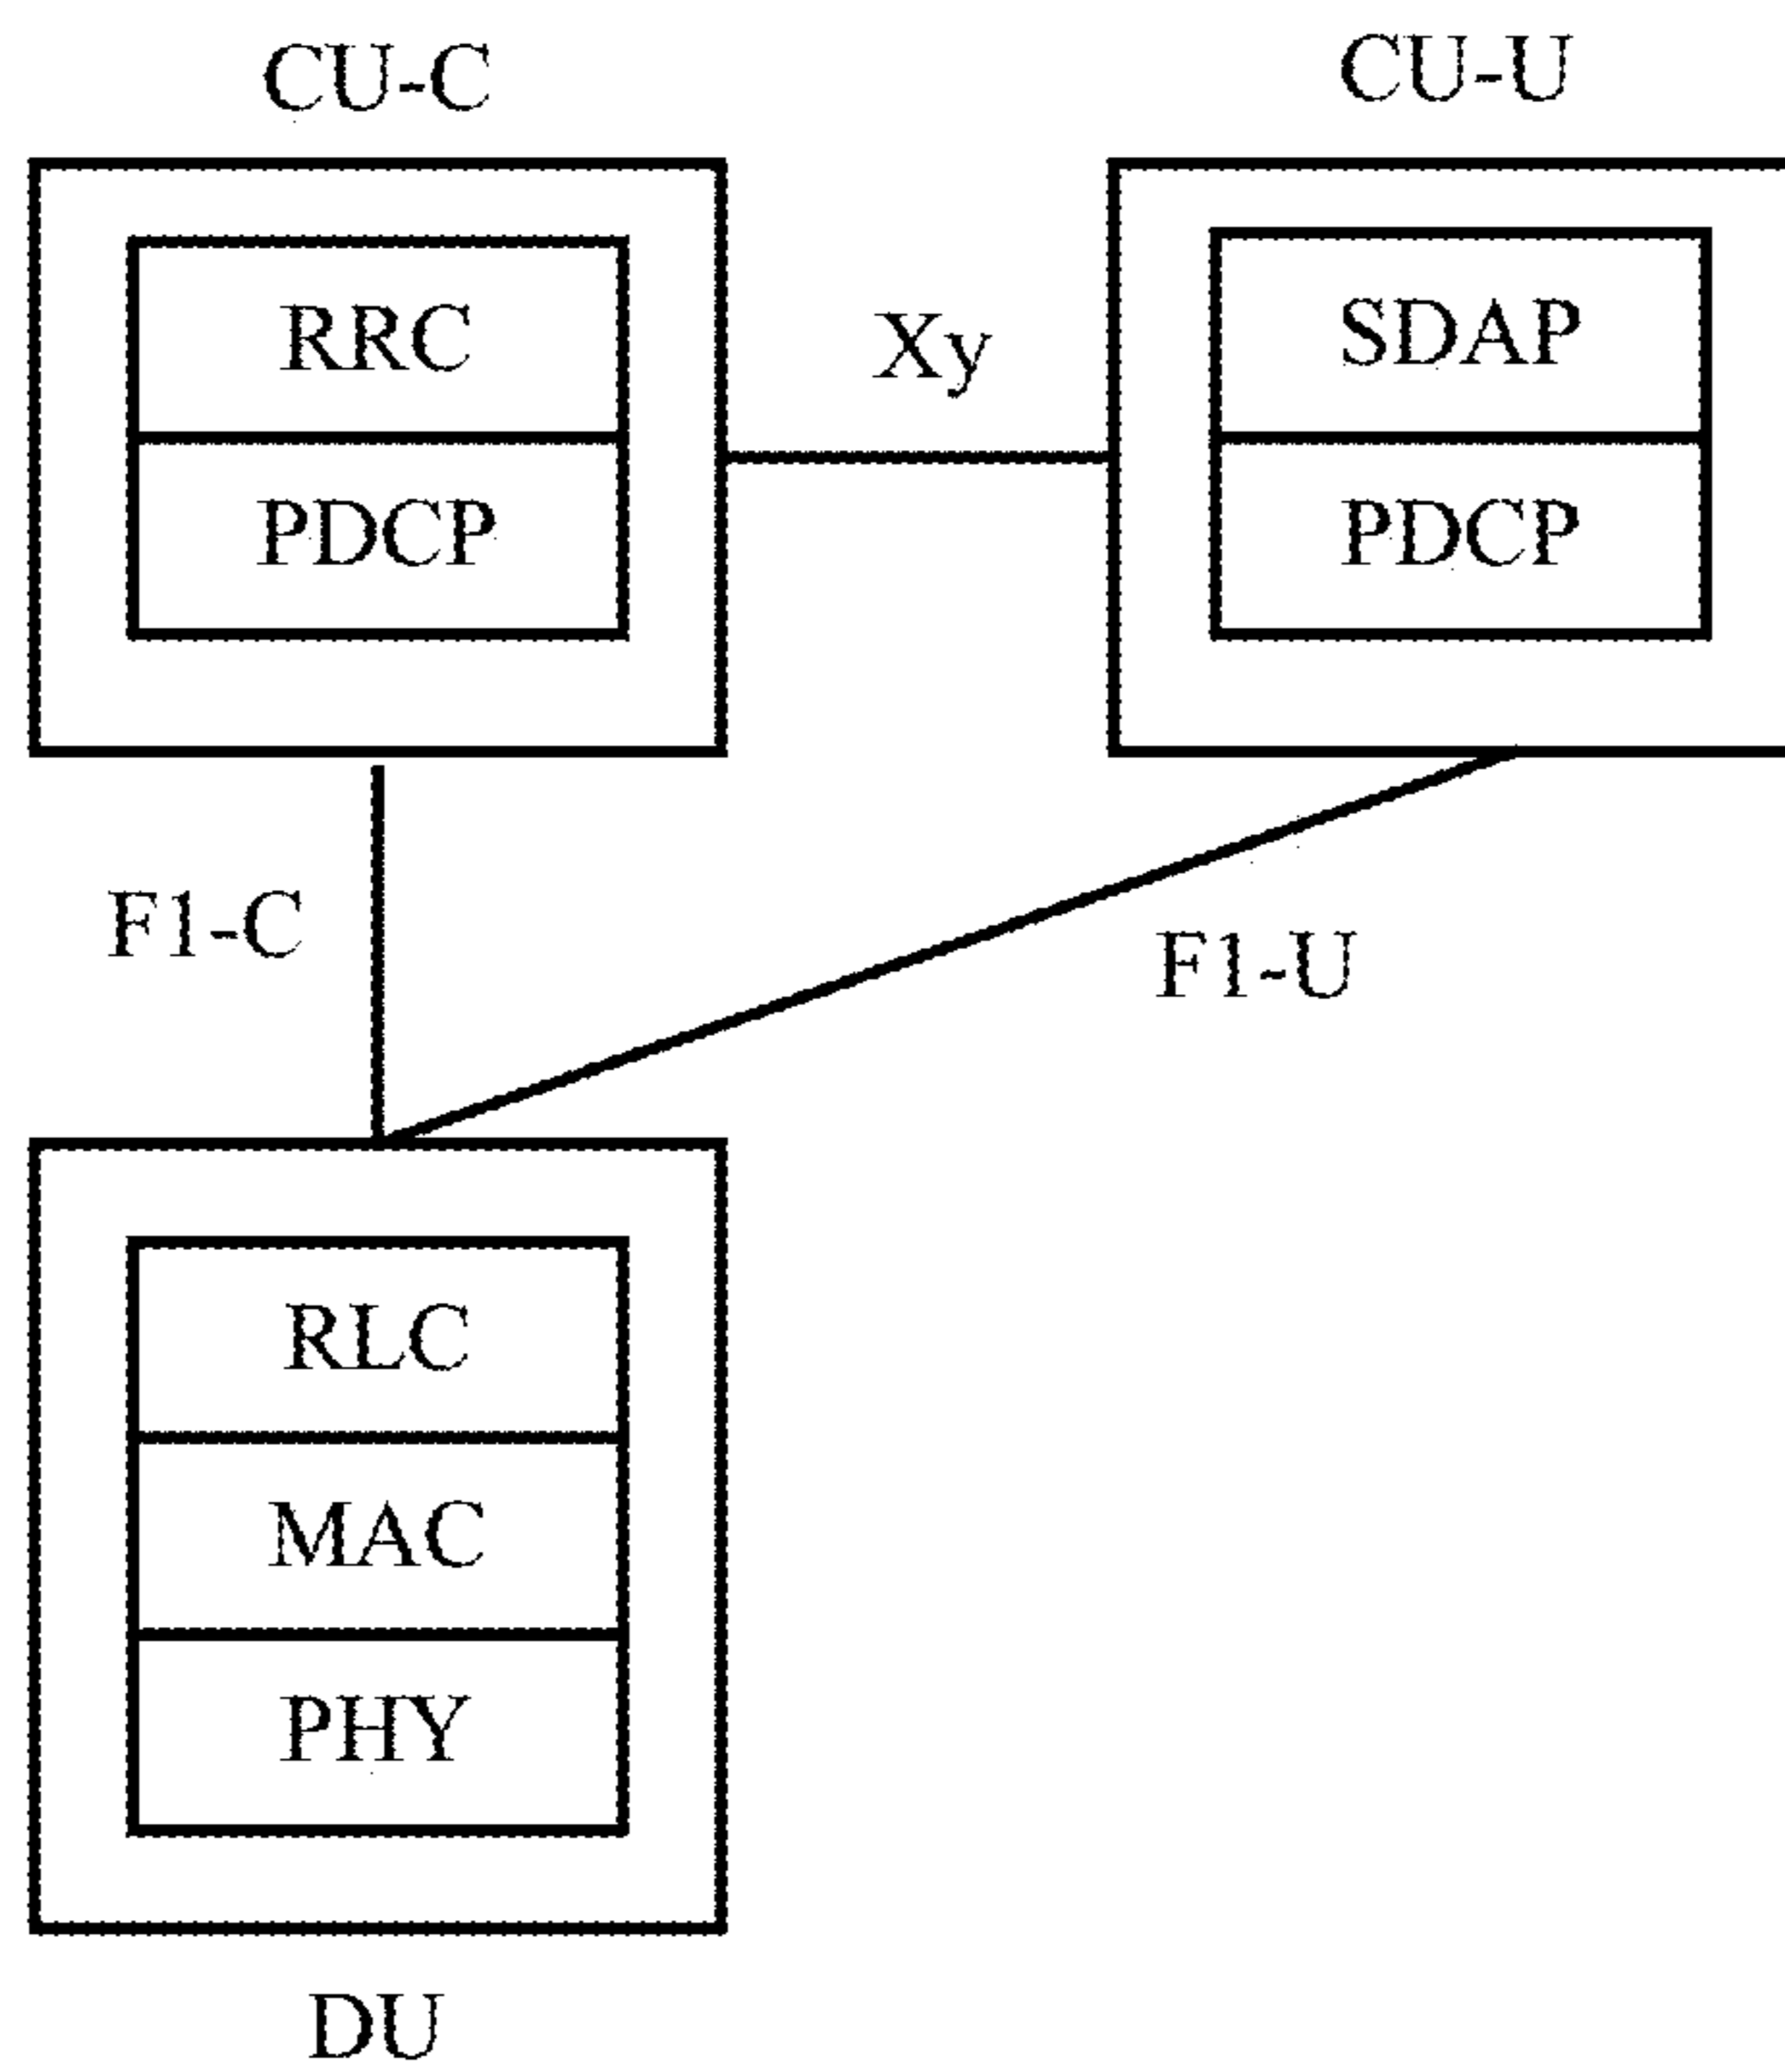 CU-C
CU-U
RRC
PDCP
Xy
SDAP
PDCP
F1-C
F1-U
RLC
MAC
PHY
DU